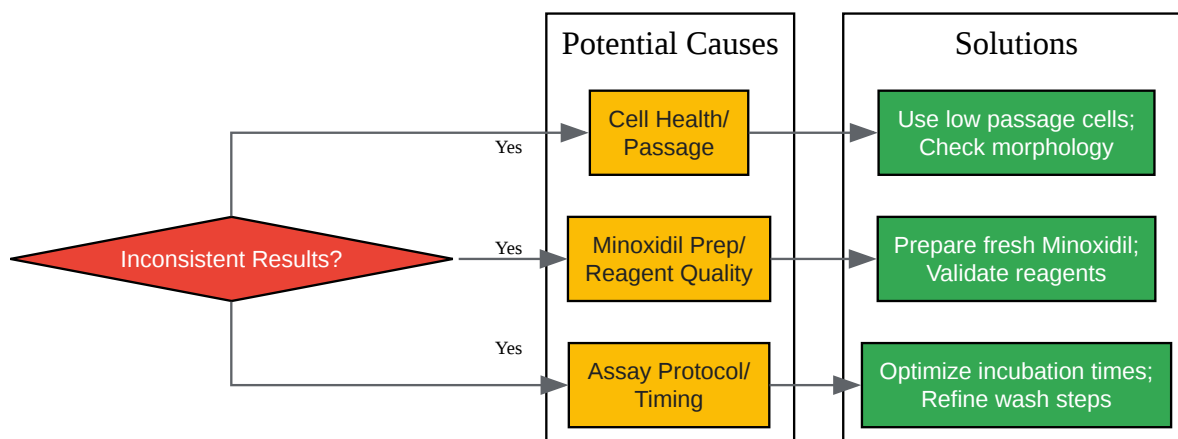 Potential Causes
Solutions
Cell Health/
Passage
Use low passage cells;
Check morphology
Yes
Inconsistent Results?
Yes
Minoxidil Prep/
Reagent Quality
Prepare fresh Minoxidil;
Validate reagents
Yes
Assay Protocol/
Timing
Optimize incubation times;
Refine wash steps